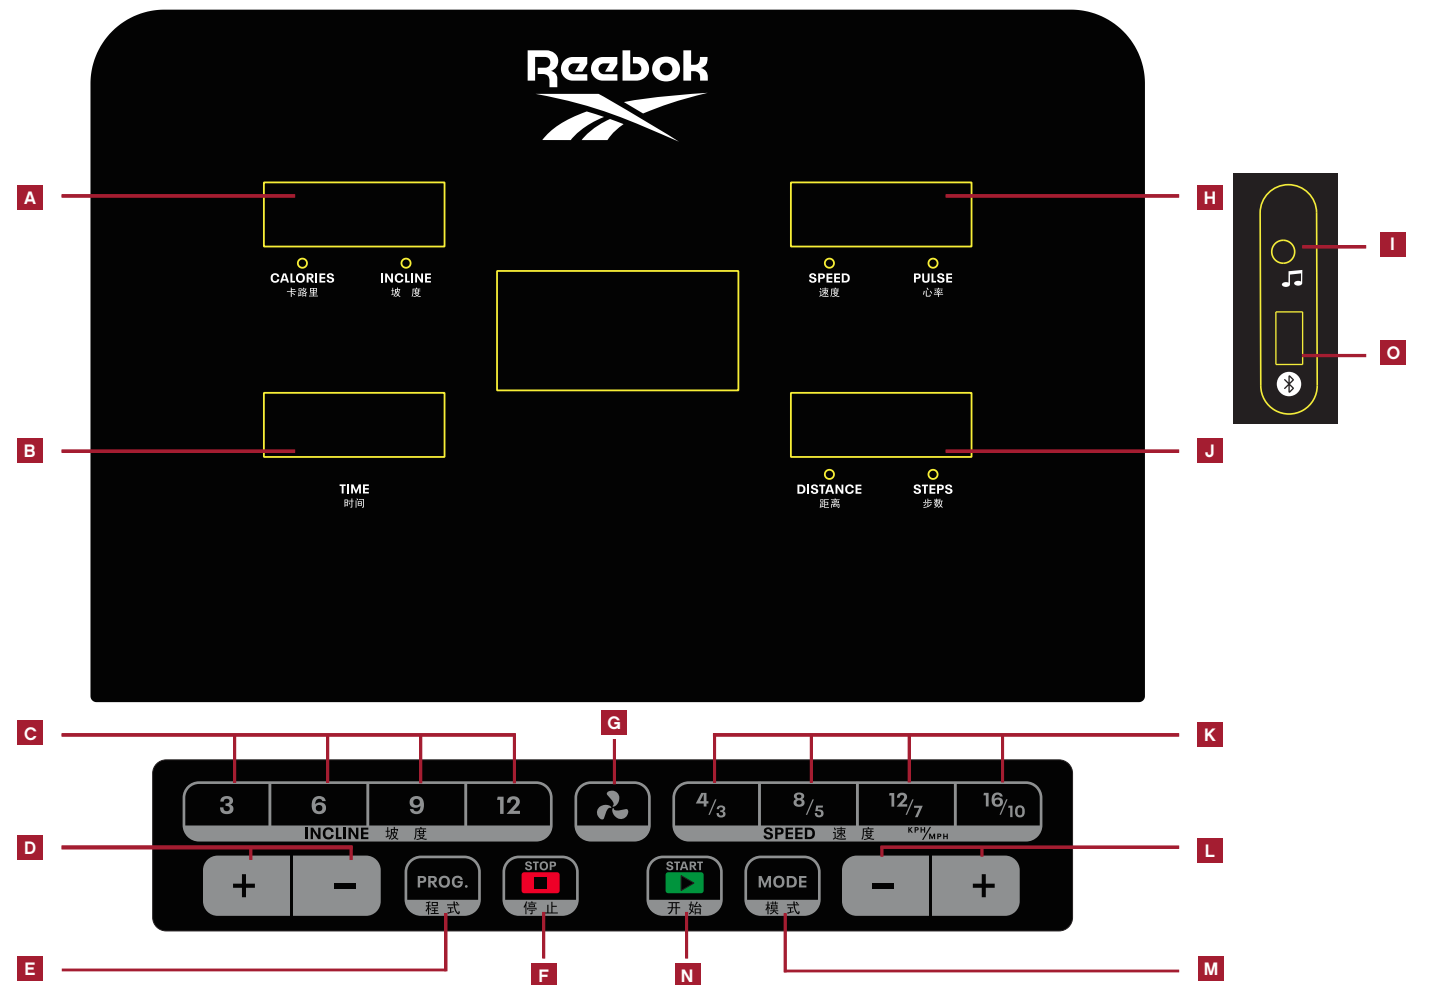 Reebok
A
H
I
CALORIES INCLINE
卡路里 坡 度
SPEED PULSE
速度 心率
O
B
J
TIME
时间
DISTANCE STEPS
距离 步数
C
G
K
3 6 9 12
INCLINE 坡 度
4/3 8/5 12/7 16/10
SPEED 速 度 KPH/MPH
D
L
+ −
PROG.
程 式
STOP
停 止
START
开 始
MODE
模 式
− +
E
F
N
M